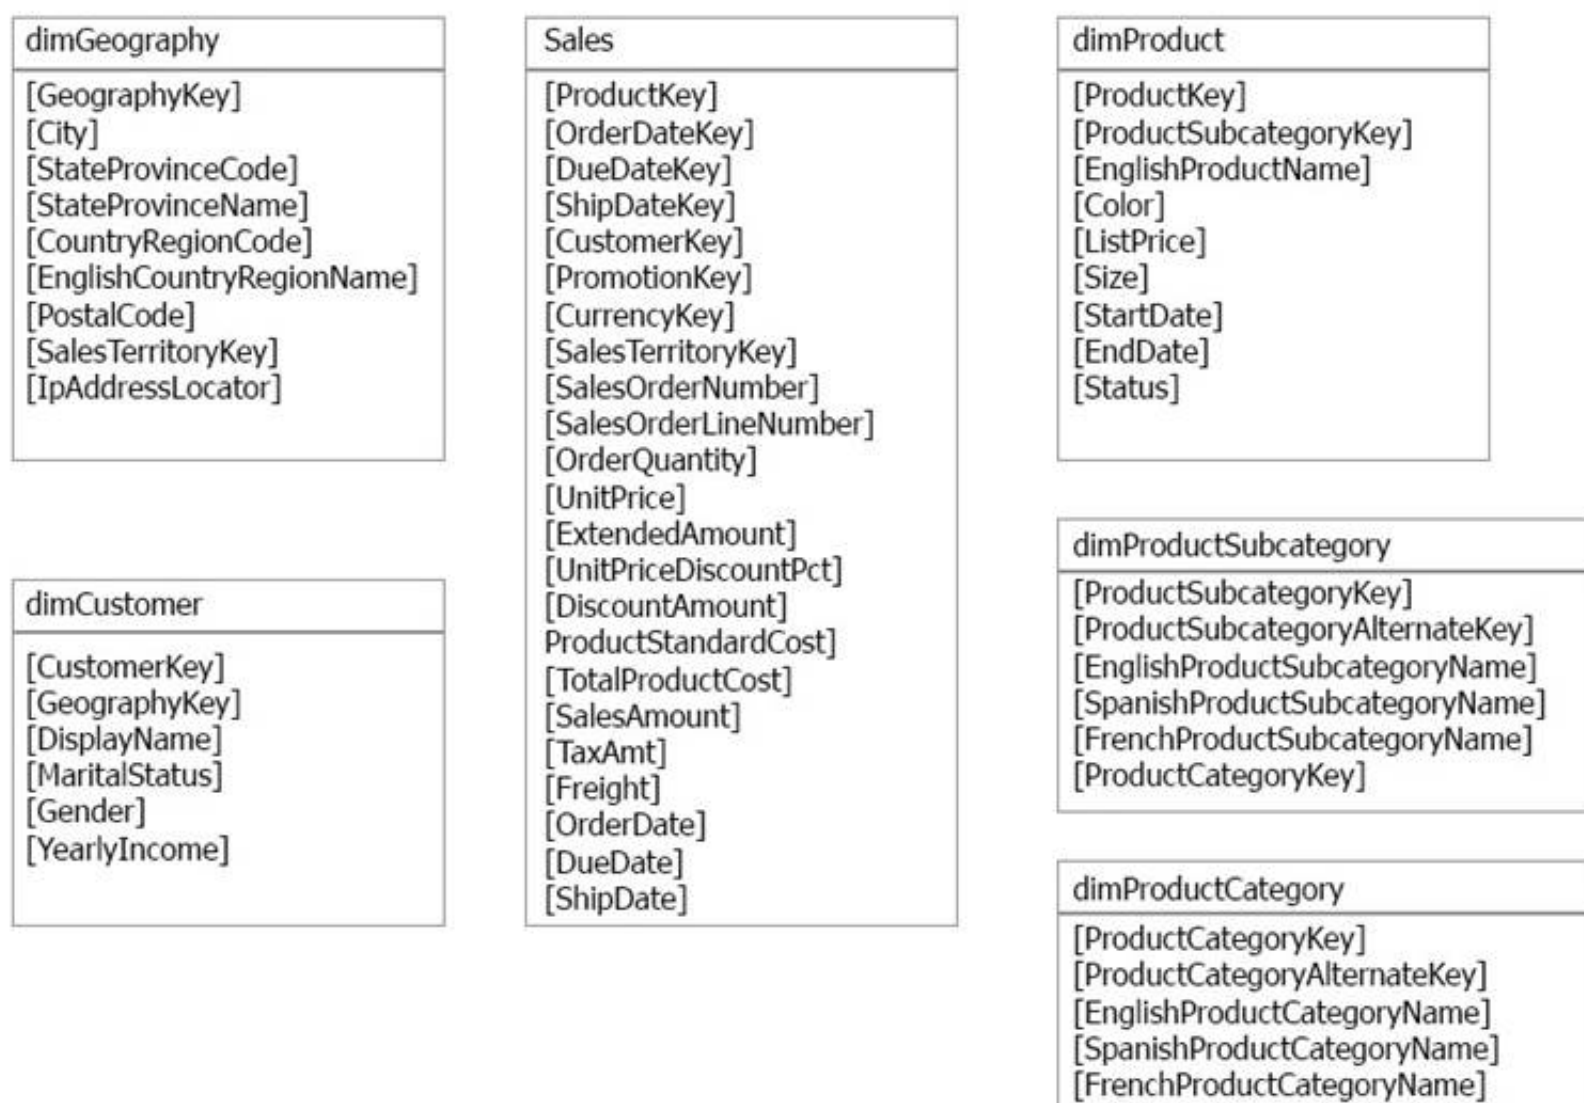 dimGeography
[GeographyKey]
[City]
[StateProvinceCode]
[StateProvinceName]
[CountryRegionCode]
[EnglishCountryRegionName]
[PostalCode]
[SalesTerritoryKey]
[IpAddressLocator]
dimCustomer
[CustomerKey]
[GeographyKey]
[DisplayName]
[MaritalStatus]
[Gender]
[YearlyIncome]
Sales
[ProductKey]
[OrderDateKey]
[DueDateKey]
[ShipDateKey]
[CustomerKey]
[PromotionKey]
[CurrencyKey]
[SalesTerritoryKey]
[SalesOrderNumber]
[SalesOrderLineNumber]
[OrderQuantity]
[UnitPrice]
[ExtendedAmount]
[UnitPriceDiscountPct]
[DiscountAmount]
ProductStandardCost]
[TotalProductCost]
[SalesAmount]
[TaxAmt]
[Freight]
[OrderDate]
[DueDate]
[ShipDate]
dimProduct
[ProductKey]
[ProductSubcategoryKey]
[EnglishProductName]
[Color]
[ListPrice]
[Size]
[StartDate]
[EndDate]
[Status]
dimProductSubcategory
[ProductSubcategoryKey]
[ProductSubcategoryAlternateKey]
[EnglishProductSubcategoryName]
[SpanishProductSubcategoryName]
[FrenchProductSubcategoryName]
[ProductCategoryKey]
dimProductCategory
[ProductCategoryKey]
[ProductCategoryAlternateKey]
[EnglishProductCategoryName]
[SpanishProductCategoryName]
[FrenchProductCategoryName]